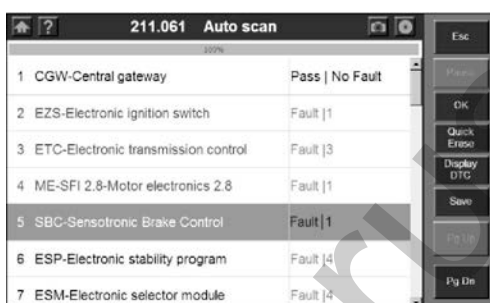 ?
211.061 Auto scan
100%
1 CGW-Central gateway Pass | No Fault
2 EZS-Electronic ignition switch Fault |1
3 ETC-Electronic transmission control Fault |3
4 ME-SFI 2.8-Motor electronics 2.8 Fault |1
5 SBC-Sensotronic Brake Control Fault |1
6 ESP-Electronic stability program Fault |4
7 ESM-Electronic selector module Fault |4
Esc
Pause
OK
Quick
Erase
Display
DTC
Save
Pg Up
Pg Dn